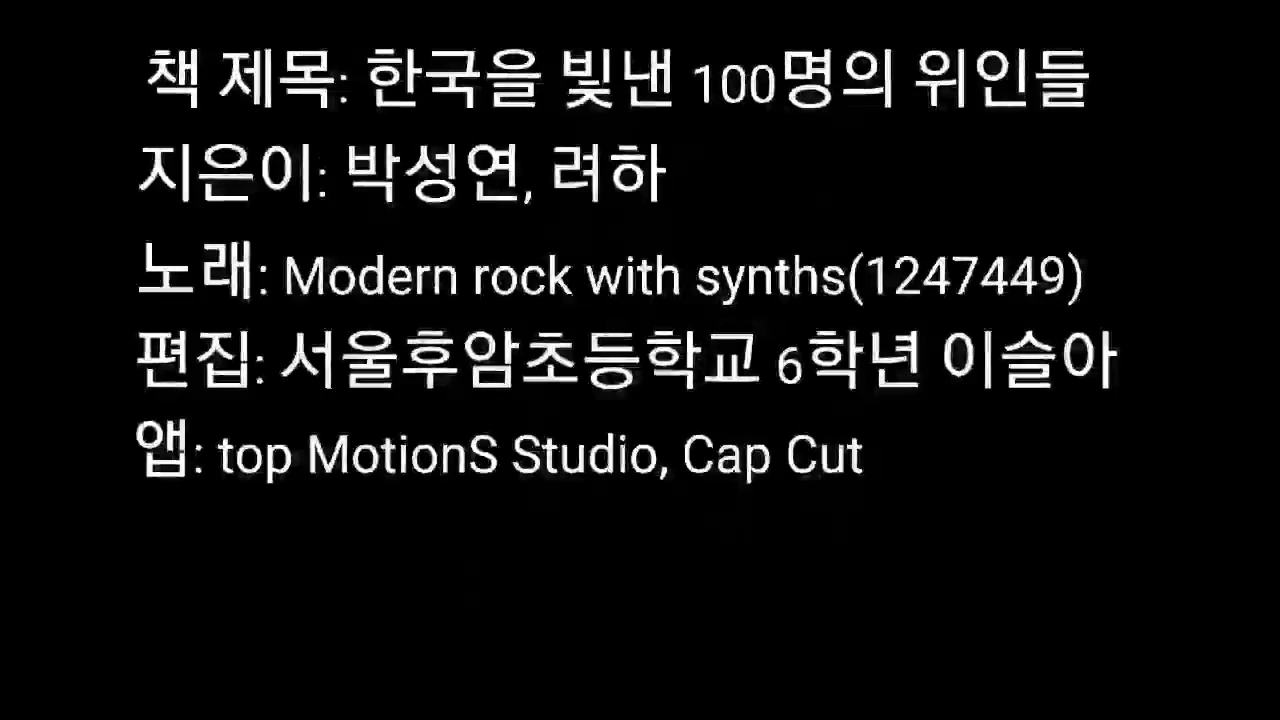 책 제목: 한국을 빛낸 100명의 위인들
지은이: 박성연, 려하
노래: Modern rock with synths(1247449)
편집: 서울후암초등학교 6학년 이슬아
앱: top MotionS Studio, Cap Cut